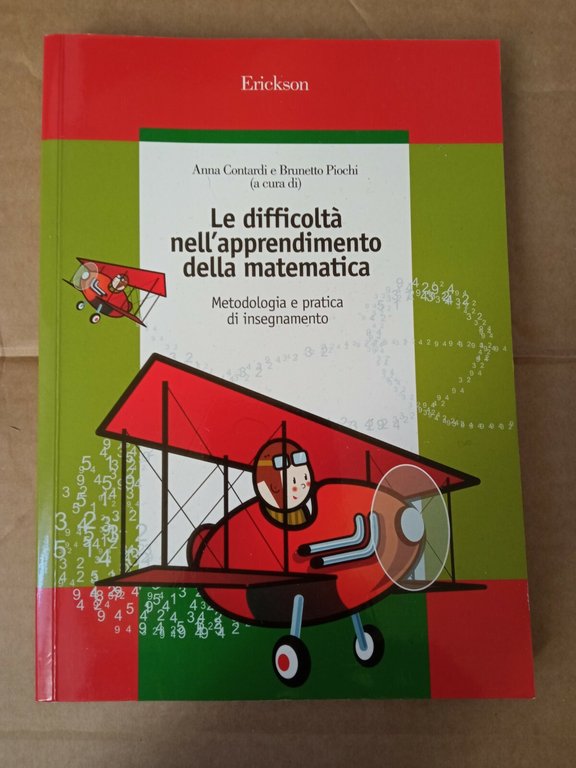 Erickson
Anna Contardi e Brunetto Piochi
(a cura di)
Le difficoltà
nell'apprendimento
della matematica
Metodologia e pratica
di insegnamento